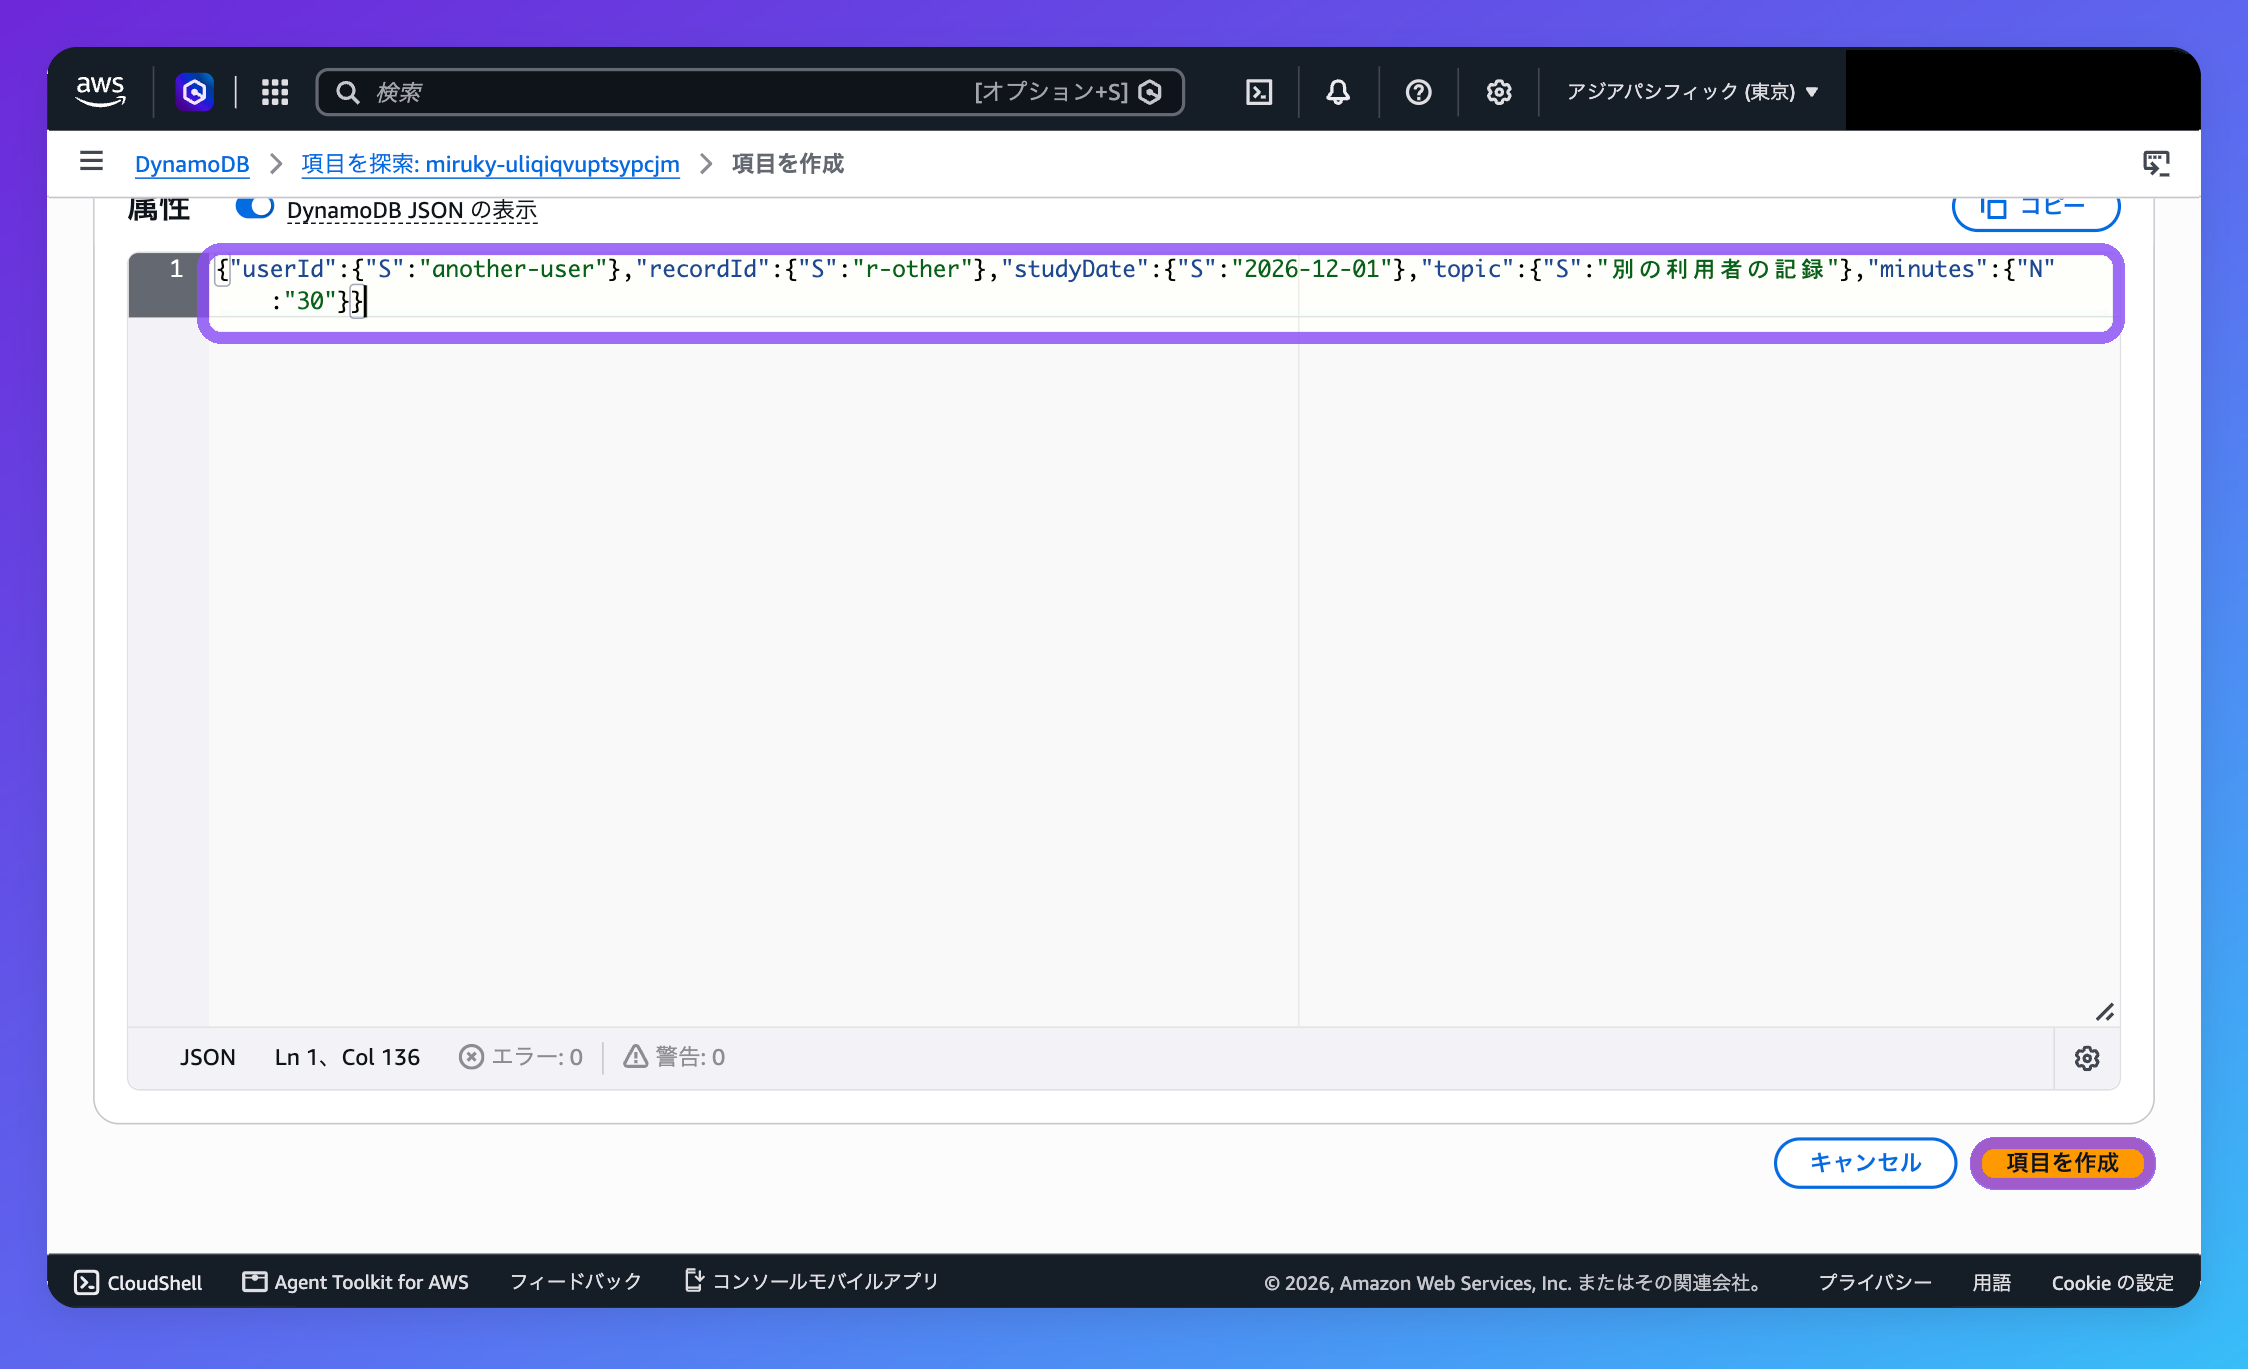 aws
検索
[オプション+S]
アジアパシフィック (東京) ▼
DynamoDB > 項目を探索: miruky-uliqiqvuptsypcjm > 項目を作成
属性
DynamoDB JSON の表示
コピー
1
{"userId":{"S":"another-user"},"recordId":{"S":"r-other"},"studyDate":{"S":"2026-12-01"},"topic":{"S":"別の利用者の記録"},"minutes":{"N"
:"30"}}
JSON
Ln 1、Col 136
エラー: 0
警告: 0
キャンセル
項目を作成
CloudShell
Agent Toolkit for AWS
フィードバック
コンソールモバイルアプリ
© 2026, Amazon Web Services, Inc. またはその関連会社。
プライバシー
用語
Cookie の設定